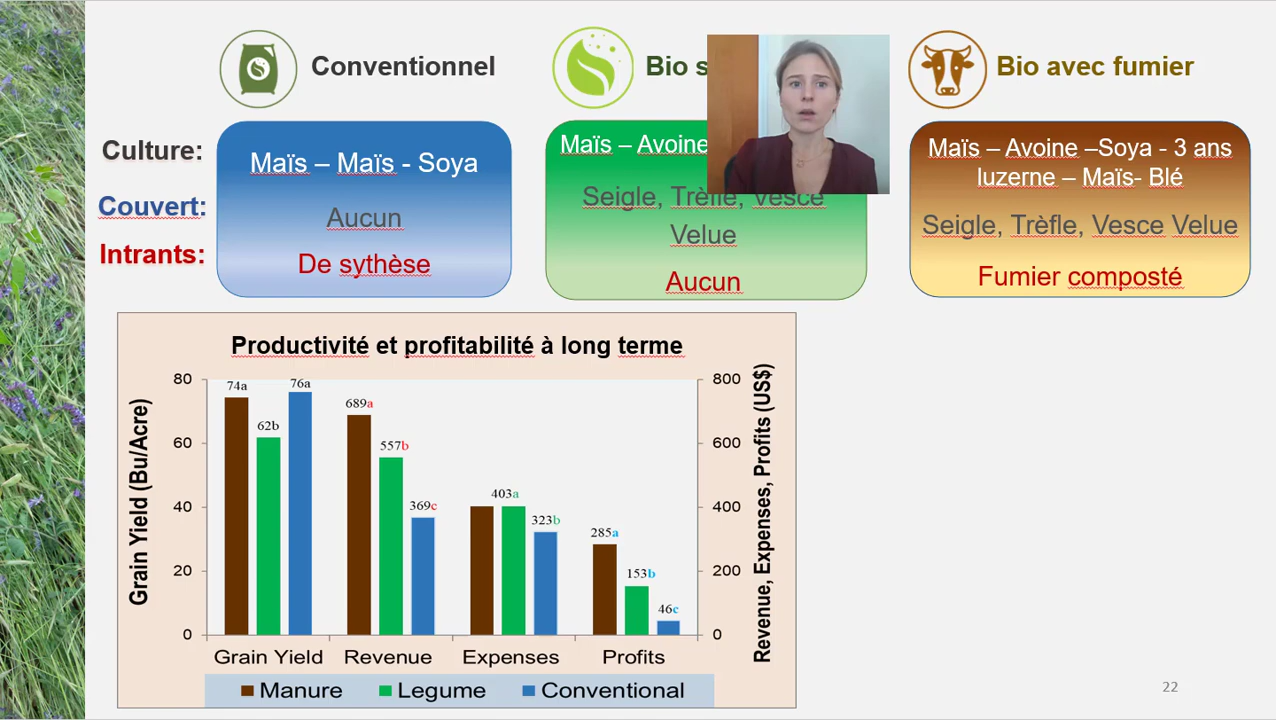 Conventionnel
Bio s
Bio avec fumier
Culture:
Couvert:
Intrants:
Maïs – Maïs - Soya
Aucun
De sythèse
Maïs – Avoine
Seigle, Trèfle, Vesce
Velue
Aucun
Maïs – Avoine –Soya - 3 ans
luzerne – Maïs- Blé
Seigle, Trèfle, Vesce Velue
Fumier composté
Productivité et profitabilité à long terme
Grain Yield (Bu/Acre)
80
60
40
20
0
74a
62b
76a
689a
557b
369c
403a
323b
285a
153b
46c
800
600
400
200
0
Revenue, Expenses, Profits (US$)
Grain Yield
Revenue
Expenses
Profits
Manure
Legume
Conventional
22